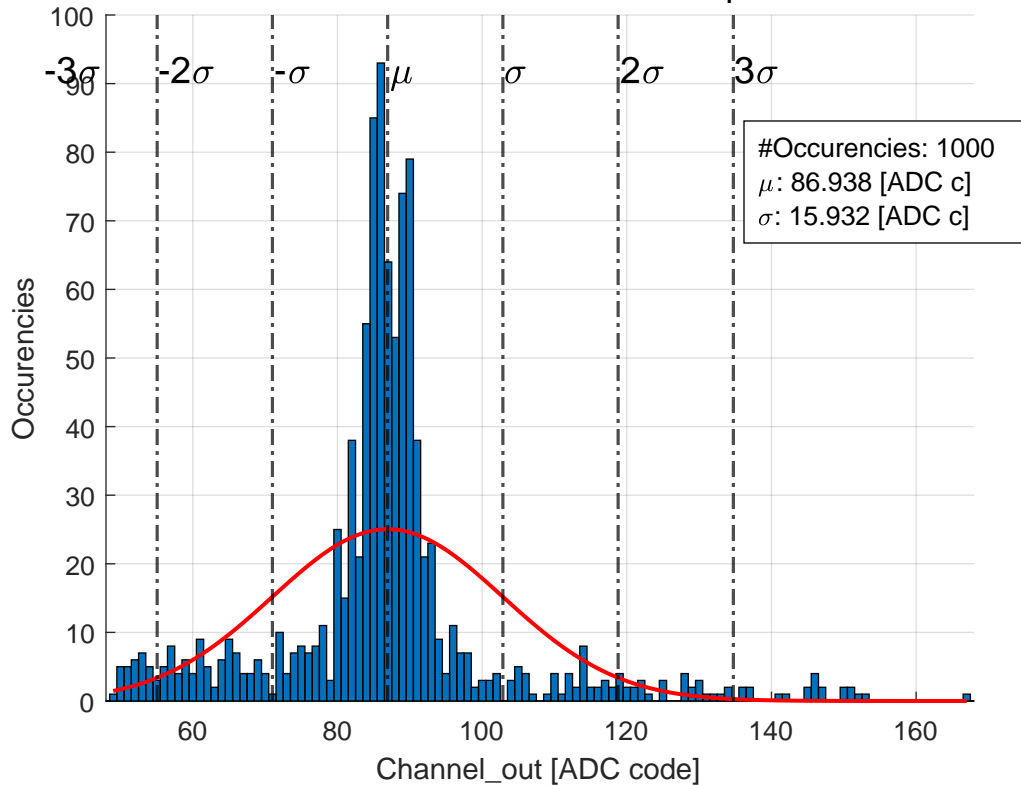 100
90
80
70
60
50
40
30
20
10
0
-3σ -2σ -σ μ σ 2σ 3σ
#Occurencies: 1000
μ: 86.938 [ADC c]
σ: 15.932 [ADC c]
Occurencies
60 80 100 120 140 160
Channel_out [ADC code]